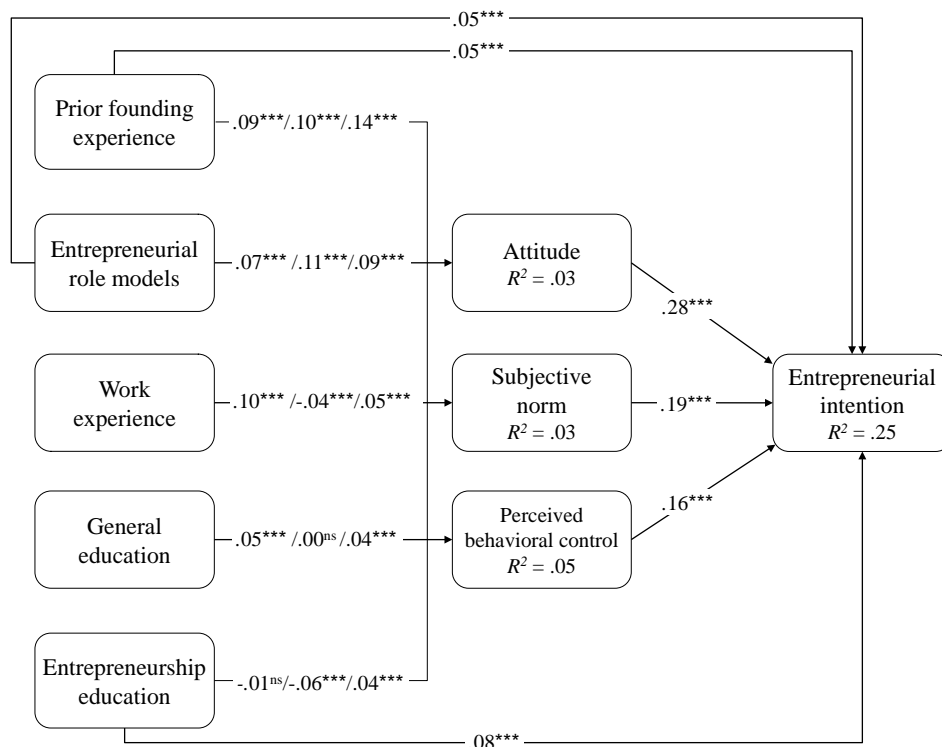 .05***
.05***
Prior founding
experience
.09***/.10***/.14***
Entrepreneurial
role models
.07*** /.11***/.09***
Attitude
R² = .03
.28***
Work
experience
.10*** /-.04***/.05***
Subjective
norm
R² = .03
.19***
Entrepreneurial
intention
R² = .25
General
education
.05*** /.00ns /.04***
Perceived
behavioral control
R² = .05
.16***
Entrepreneurship
education
-.01ns/-.06***/.04***
.08***